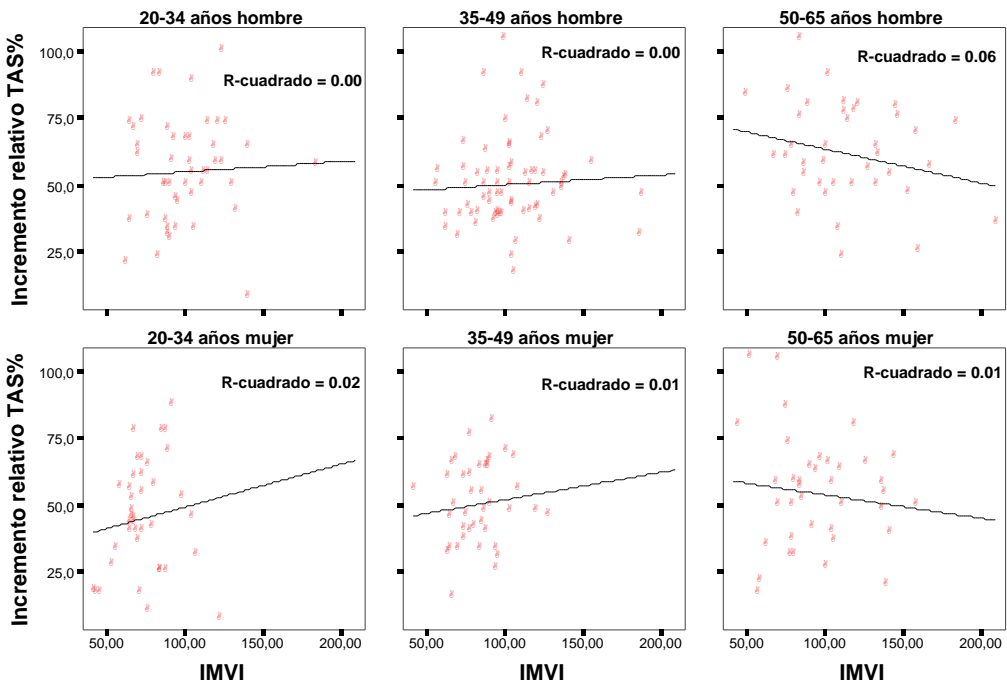 20-34 años hombre
35-49 años hombre
50-65 años hombre
Incremento relativo TAS%
100,0
75,0
50,0
25,0
R-cuadrado = 0.00
R-cuadrado = 0.00
R-cuadrado = 0.06
20-34 años mujer
35-49 años mujer
50-65 años mujer
Incremento relativo TAS%
100,0
75,0
50,0
25,0
R-cuadrado = 0.02
R-cuadrado = 0.01
R-cuadrado = 0.01
50,00 100,00 150,00 200,00
50,00 100,00 150,00 200,00
50,00 100,00 150,00 200,00
IMVI
IMVI
IMVI